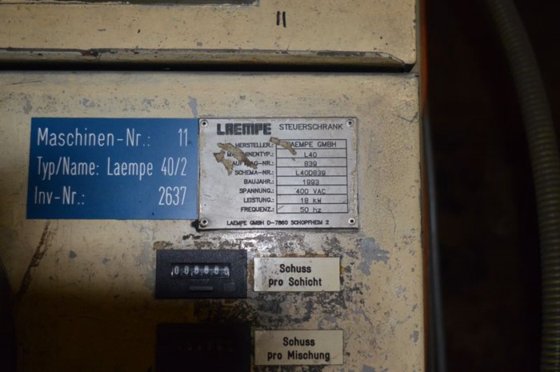 11
Maschinen-Nr.: 11
Typ/Name: Laempe 40/2
Inv-Nr.: 2637
LAEMPE STEUERSCHRANK
HERSTELLER: LAEMPE GMBH
L40
839
SCHEMA-NR.: L40D839
BAUJAHR: 1993
SPANNUNG: 400 VAC
LEISTUNG: 18 KW
FREQUENZ: 50 hz
LAEMPE GMBH D-7860 SCHOPFHEIM 2
Schuss
pro Schicht
Schuss
pro Mischung